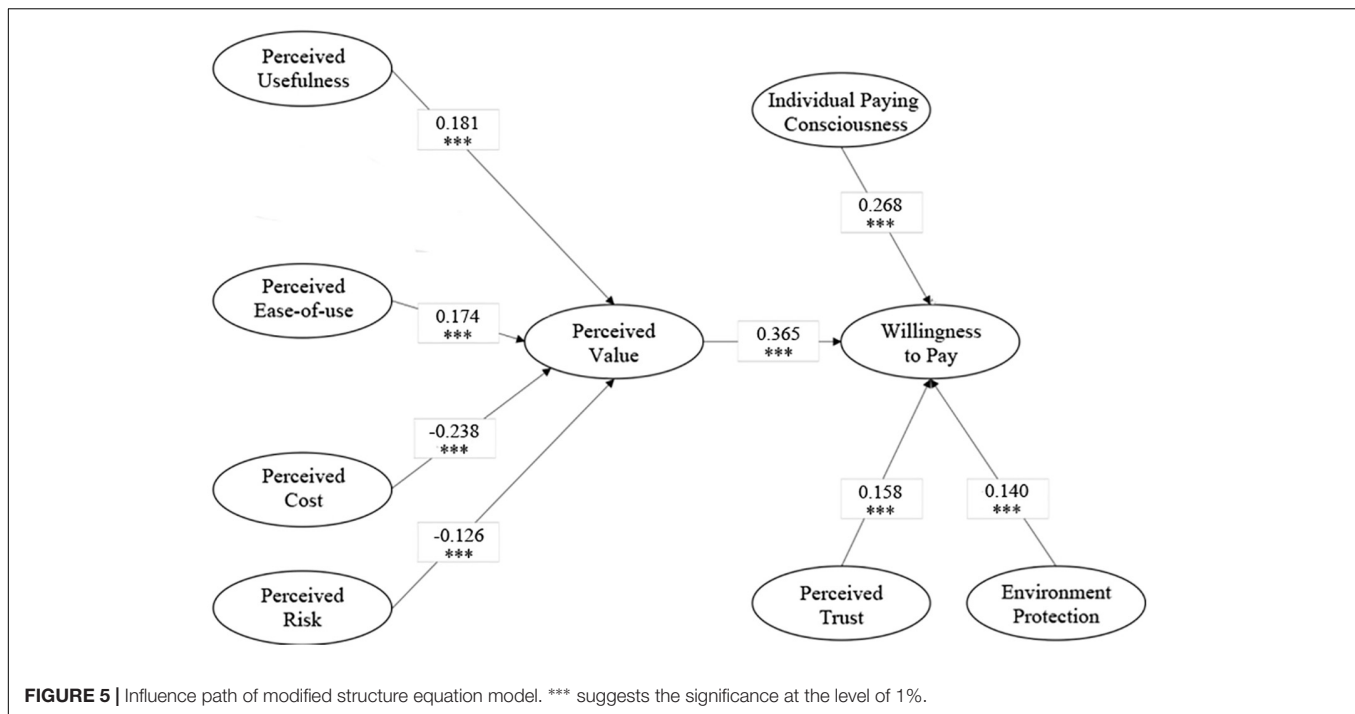 Perceived
Usefulness
0.181
***
Individual Paying
Consciousness
0.268
***
Perceived
Ease-of-use
0.174
***
Perceived
Value
0.365
***
Willingness
to Pay
Perceived
Cost
-0.238
***
Perceived
Risk
-0.126
***
0.158
***
0.140
***
Perceived
Trust
Environment
Protection
FIGURE 5 | Influence path of modified structure equation model. *** suggests the significance at the level of 1%.